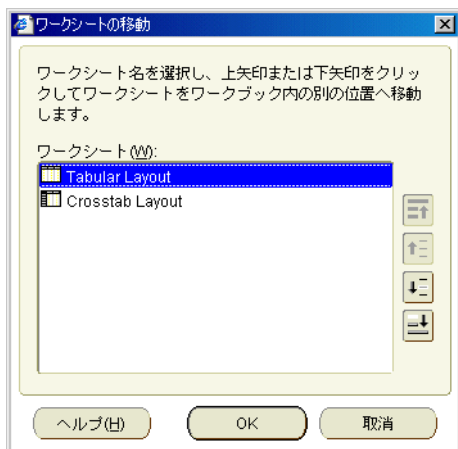 ワークシートの移動
ワークシート名を選択し、上矢印または下矢印をクリッ
クしてワークシートをワークブック内の別の位置へ移動
します。
ワークシート(W):
Tabular Layout
Crosstab Layout
ヘルプ(H)
OK
取消